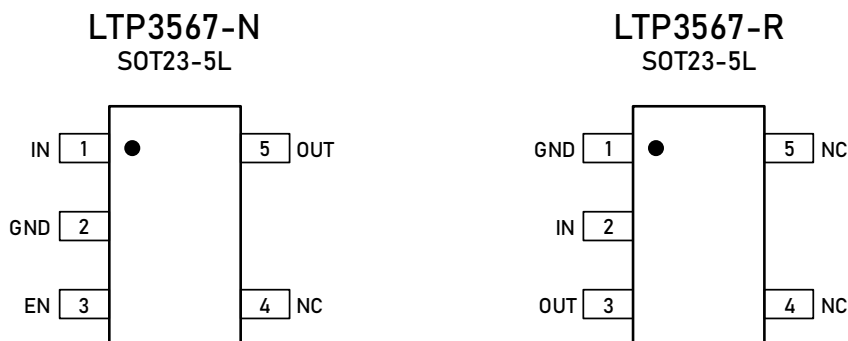 LTP3567-N
SOT23-5L
IN 1 5 OUT
GND 2
EN 3 4 NC
LTP3567-R
SOT23-5L
GND 1 5 NC
IN 2
OUT 3 4 NC